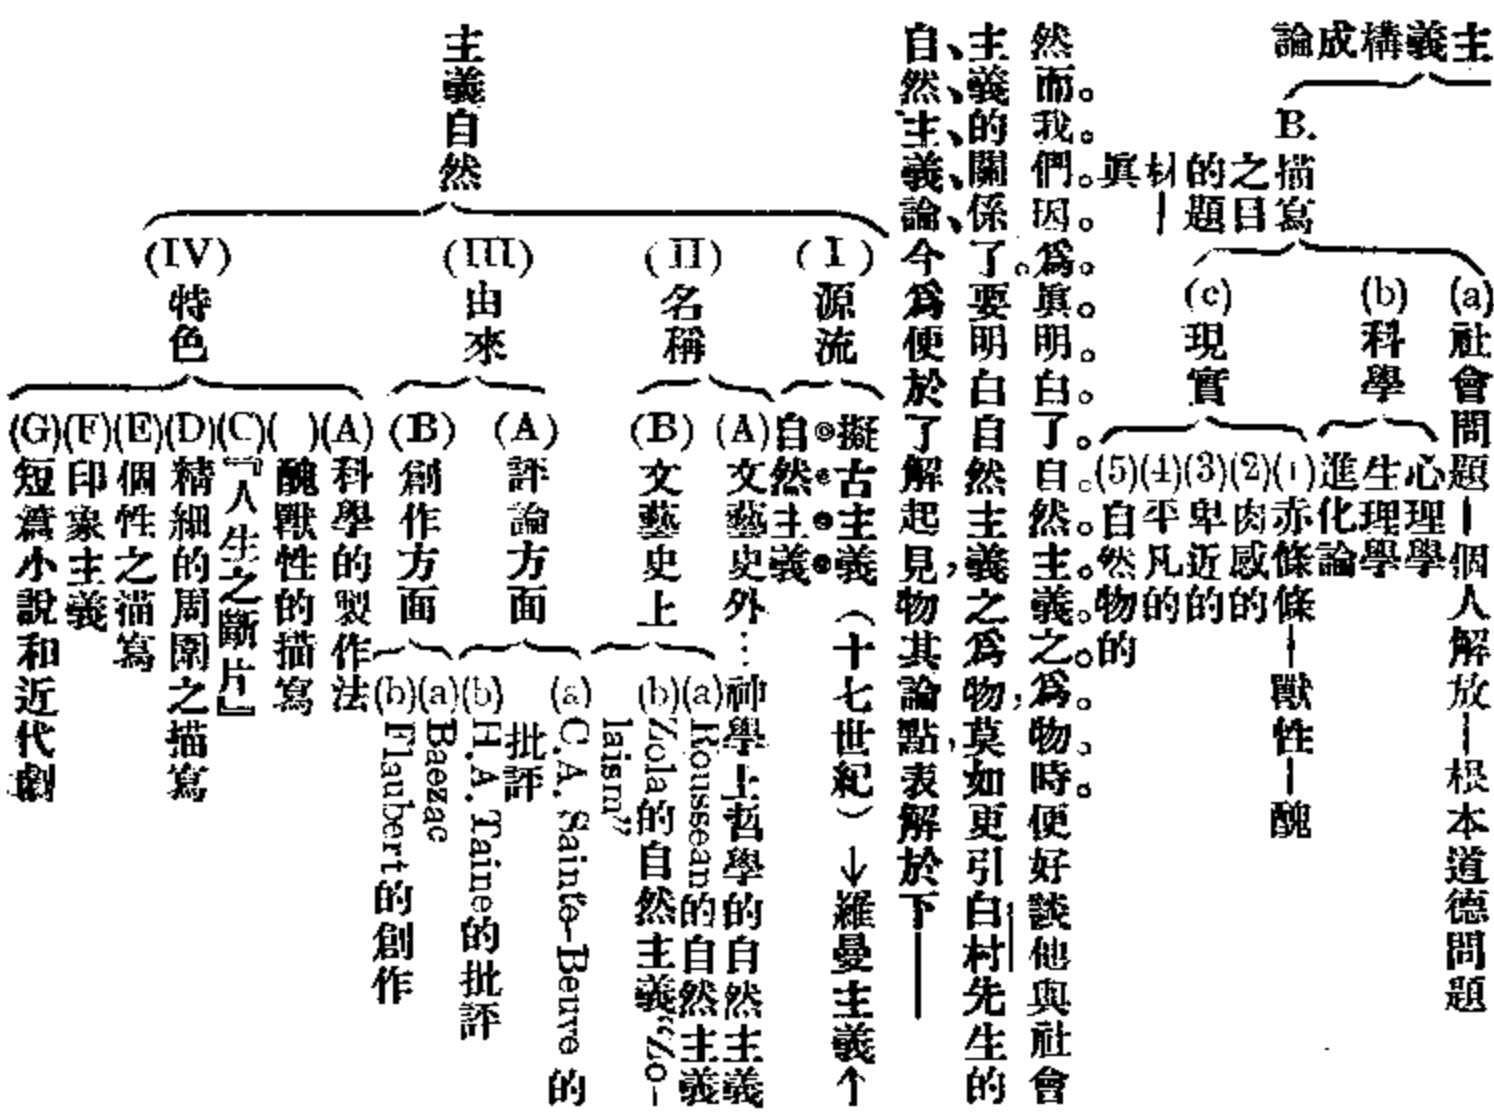 主義構成論
B. 描寫
之目
的題
材—
眞
(a)社會問題—個人解放—根本道德問題
(b)科學
心理學
生理學
進化論
(c)現實
(1)赤條條—獸性—醜
(2)肉感的
(3)卑近的
(4)平凡的
(5)自然物的
然而。我們。因爲。眞明。白了。自然。主義。之爲。物。時便好談他與社會
主義的關係了。要明白自然主義之爲物,莫如更引白村先生的
自、然、主、義、論、今爲便於了解起見,物其論點,表解於下——
主義自然
(I)源流
擬古主義(十七世紀)↓羅曼主義↑
自然主義
(II)名稱
(A)文藝史外…神學上哲學的自然主義
(B)文藝史上
(a)Roussean的自然主義
(b)Zola的自然主義“Zo-
laism”
(III)由來
(A)評論方面
(a)C.A.Sainte-Beuve的
批評
(b)H.A.Taine的批評
(B)創作方面
(a)Baezac
(b)Flaubert的創作
(IV)特色
(A)科學的製作法
( )醜獸性的描寫
(C)『人生之斷片』
(D)精細的周圍之描寫
(E)個性之描寫
(F)印象主義
(G)短篇小說和近代劇